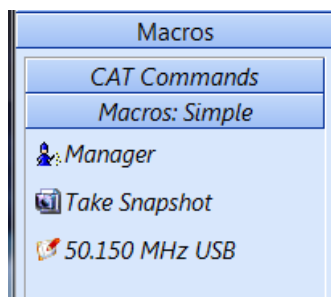 Macros
CAT Commands
Macros: Simple
Manager
Take Snapshot
50.150 MHz USB